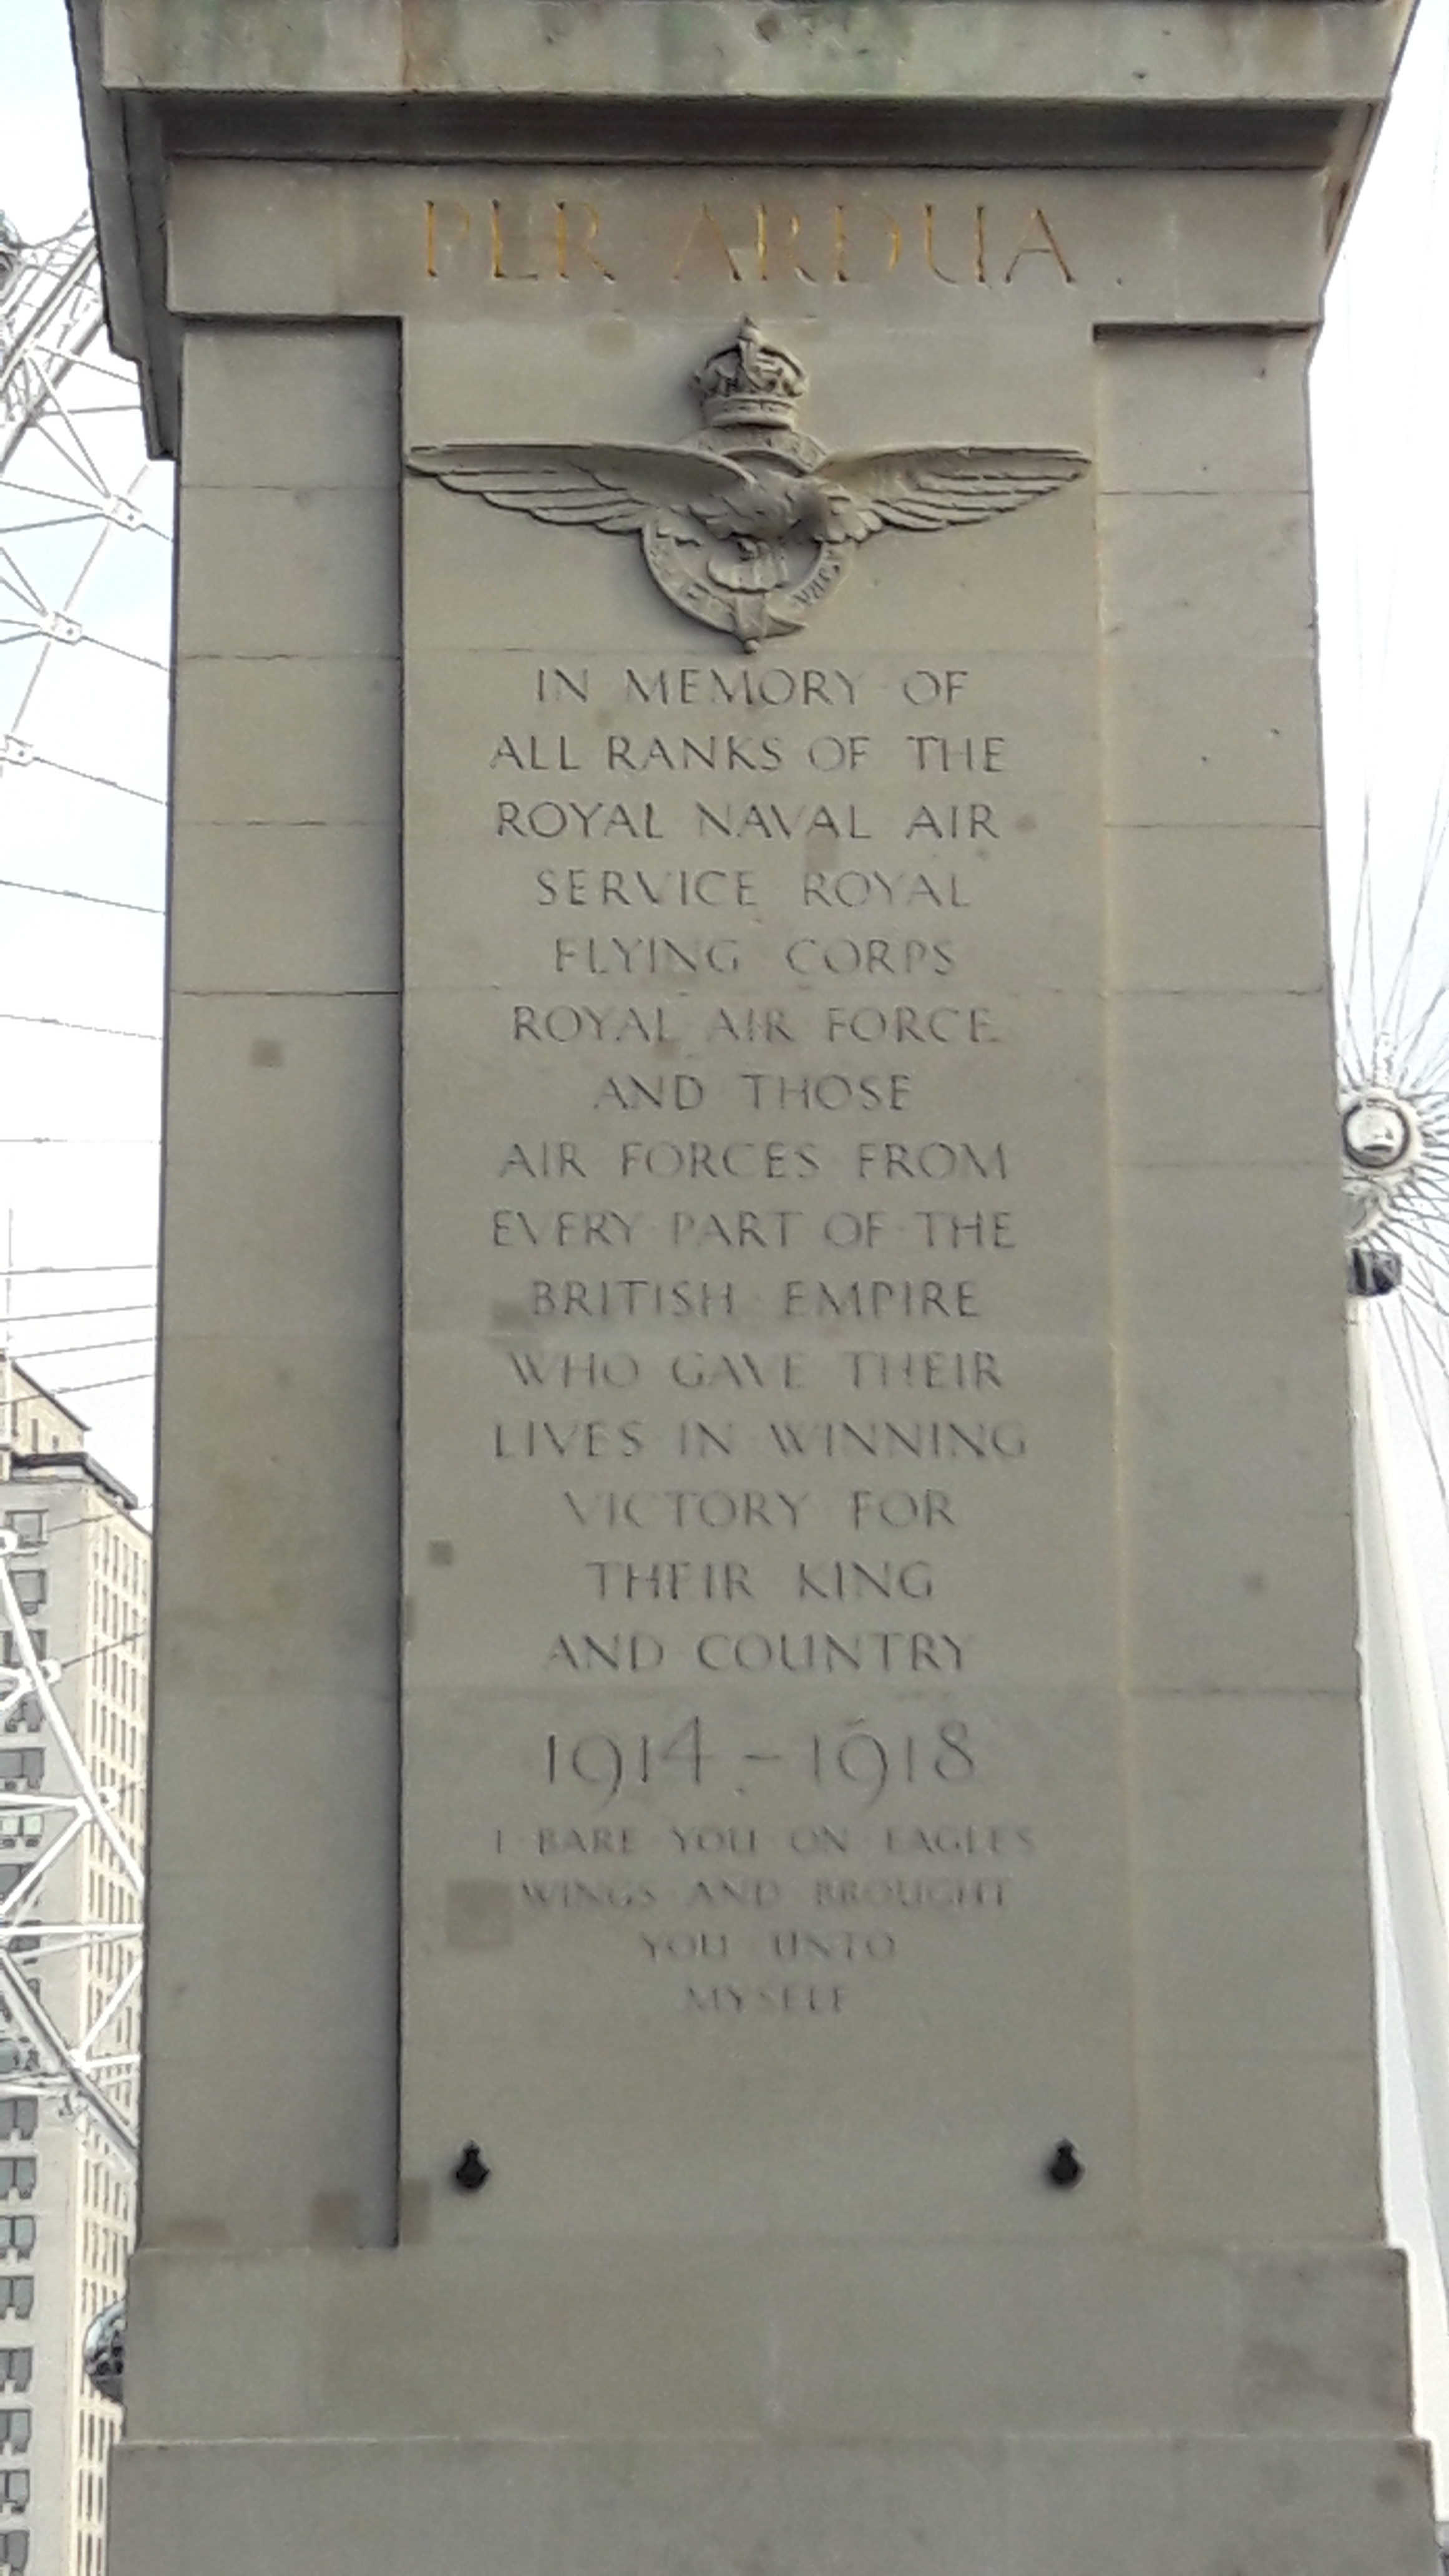 PER ARDUA
IN MEMORY OF
ALL RANKS OF THE
ROYAL NAVAL AIR
SERVICE ROYAL
FLYING CORPS
ROYAL AIR FORCE
AND THOSE
AIR FORCES FROM
EVERY PART OF THE
BRITISH EMPIRE
WHO GAVE THEIR
LIVES IN WINNING
VICTORY FOR
THEIR KING
AND COUNTRY
1914 - 1918
I BARE YOU ON EAGLES
WINGS AND BROUGHT
YOU UNTO
MYSELF